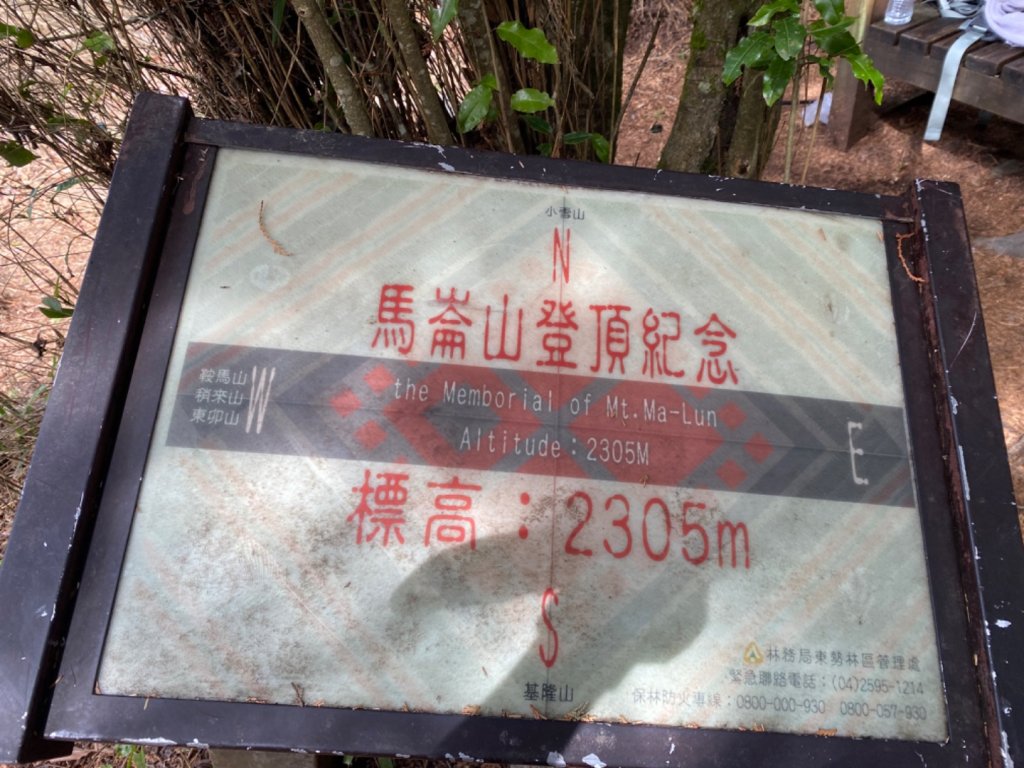 小雪山
N
馬崙山登頂紀念
鞍馬山
稍來山
東卯山
W
the Memborial of Mt.Ma-Lun
Altitude：2305M
E
標高：2305m
S
基隆山
林務局東勢林區管理處
緊急聯絡電話：(04)2595-1214
保林防火專線：0800-000-930 0800-057-930